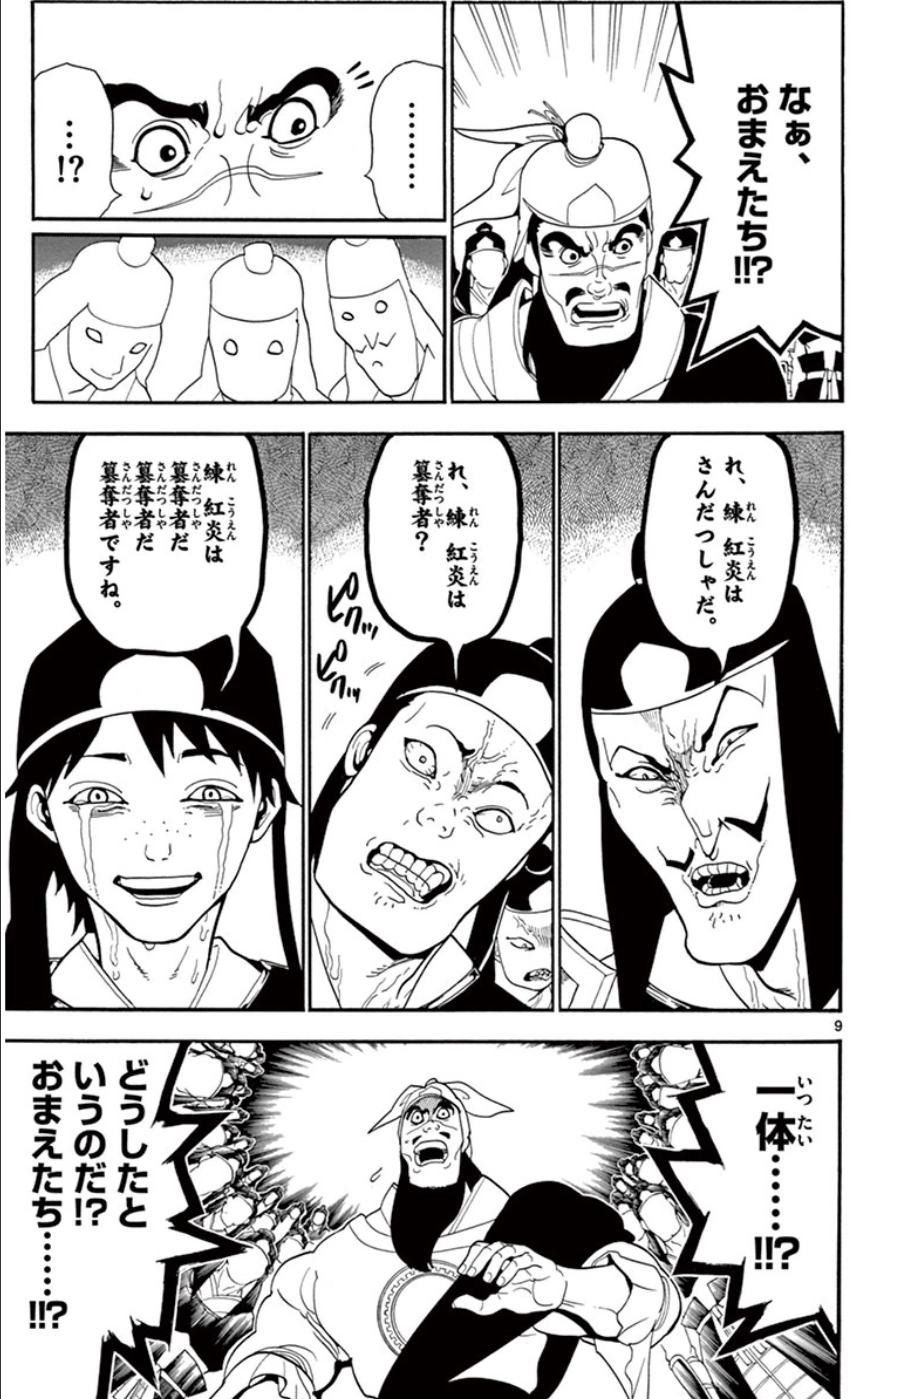 なぁ、
おまえたち!!?
………
…
!?
れ、練紅炎は
さんだつしゃだ。
れ、練紅炎は
簒奪者?
ピクッ
ピクッ
練紅炎は
簒奪者だ
簒奪者だ
簒奪者ですね。
9
一体……!!?
どうしたと
いうのだ!?
おまえたち……!!?